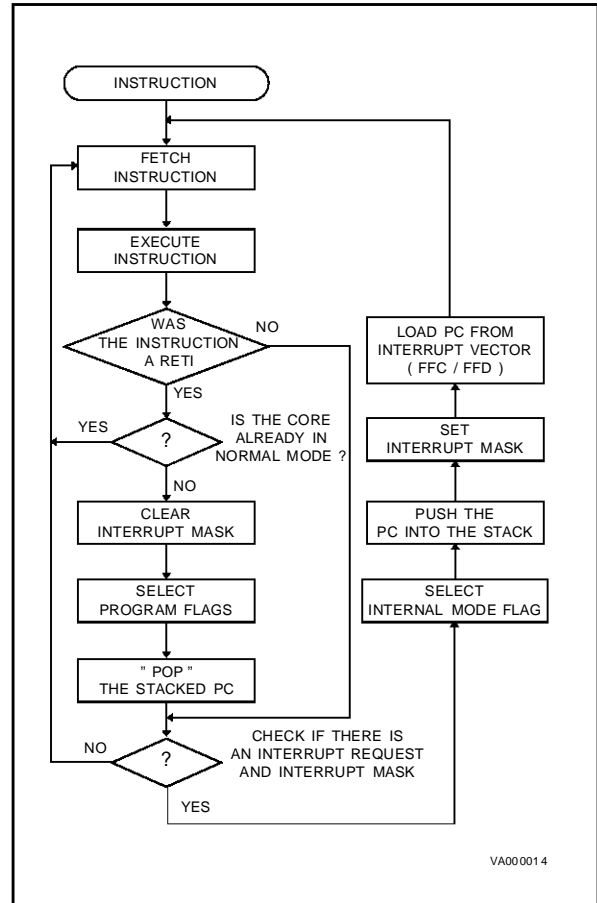 INSTRUCTION
FETCH
INSTRUCTION
EXECUTE
INSTRUCTION
WAS
THE INSTRUCTION
A RETI
NO
YES
YES
?
IS THE CORE
ALREADY IN
NORMAL MODE ?
NO
CLEAR
INTERRUPT MASK
SELECT
PROGRAM FLAGS
" POP "
THE STACKED PC
NO
?
CHECK IF THERE IS
AN INTERRUPT REQUEST
AND INTERRUPT MASK
YES
LOAD PC FROM
INTERRUPT VECTOR
( FFC / FFD )
SET
INTERRUPT MASK
PUSH THE
PC INTO THE STACK
SELECT
INTERNAL MODE FLAG
VA000014